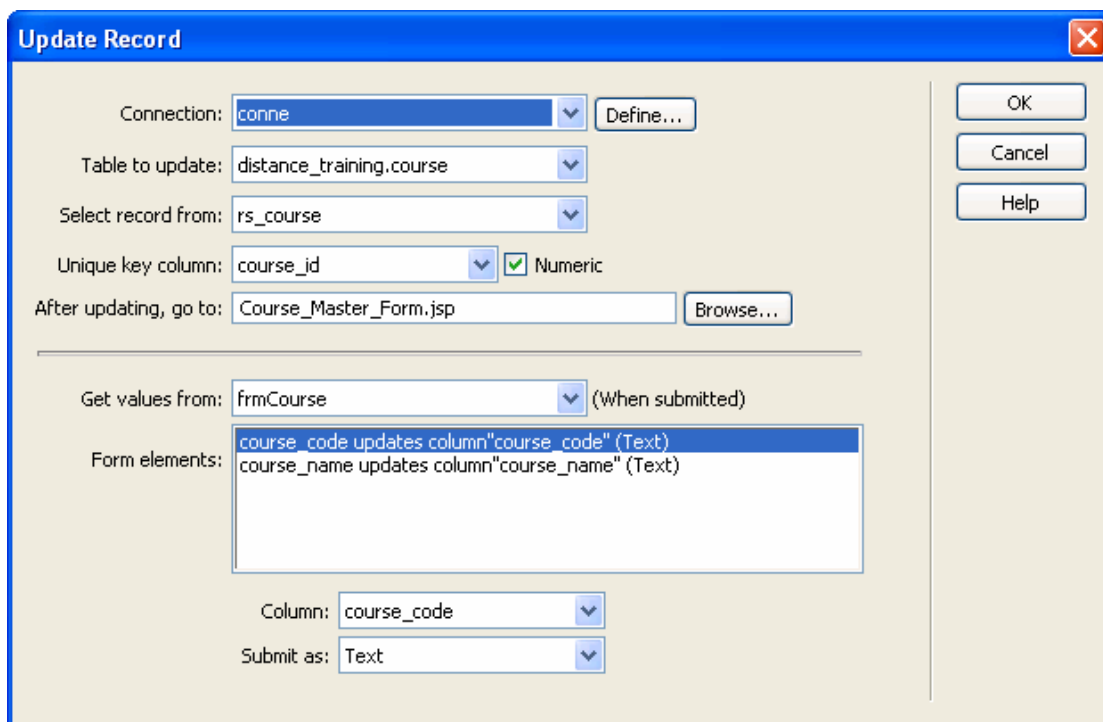 Update Record
Connection: conne Define... OK
Table to update: distance_training.course Cancel
Select record from: rs_course Help
Unique key column: course_id Numeric
After updating, go to: Course_Master_Form.jsp Browse...
Get values from: frmCourse (When submitted)
Form elements: course_code updates column"course_code" (Text)
course_name updates column"course_name" (Text)
Column: course_code
Submit as: Text